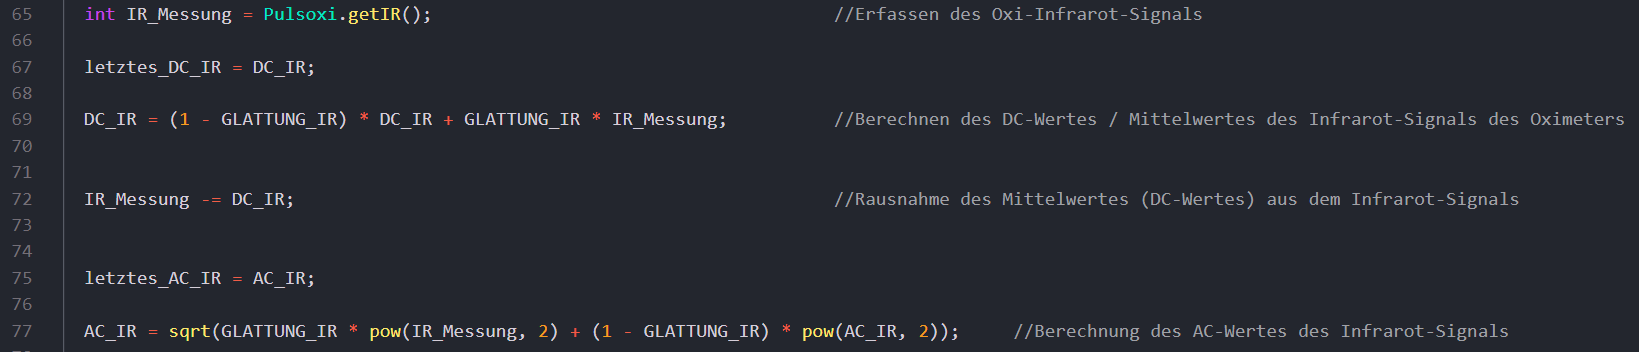 65 int IR_Messung = Pulsoxi.getIR(); //Erfassen des Oxi-Infrarot-Signals
66
67 letztes_DC_IR = DC_IR;
68
69 DC_IR = (1 - GLATTUNG_IR) * DC_IR + GLATTUNG_IR * IR_Messung; //Berechnen des DC-Wertes / Mittelwertes des Infrarot-Signals des Oximeters
70
71
72 IR_Messung -= DC_IR; //Rausnahme des Mittelwertes (DC-Wertes) aus dem Infrarot-Signals
73
74
75 letztes_AC_IR = AC_IR;
76
77 AC_IR = sqrt(GLATTUNG_IR * pow(IR_Messung, 2) + (1 - GLATTUNG_IR) * pow(AC_IR, 2)); //Berechnung des AC-Wertes des Infrarot-Signals